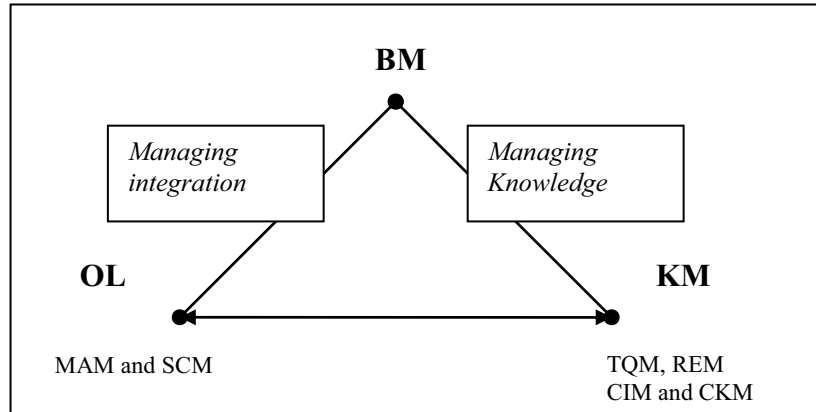 BM
Managing
integration
Managing
Knowledge
OL
KM
MAM and SCM
TQM, REM
CIM and CKM